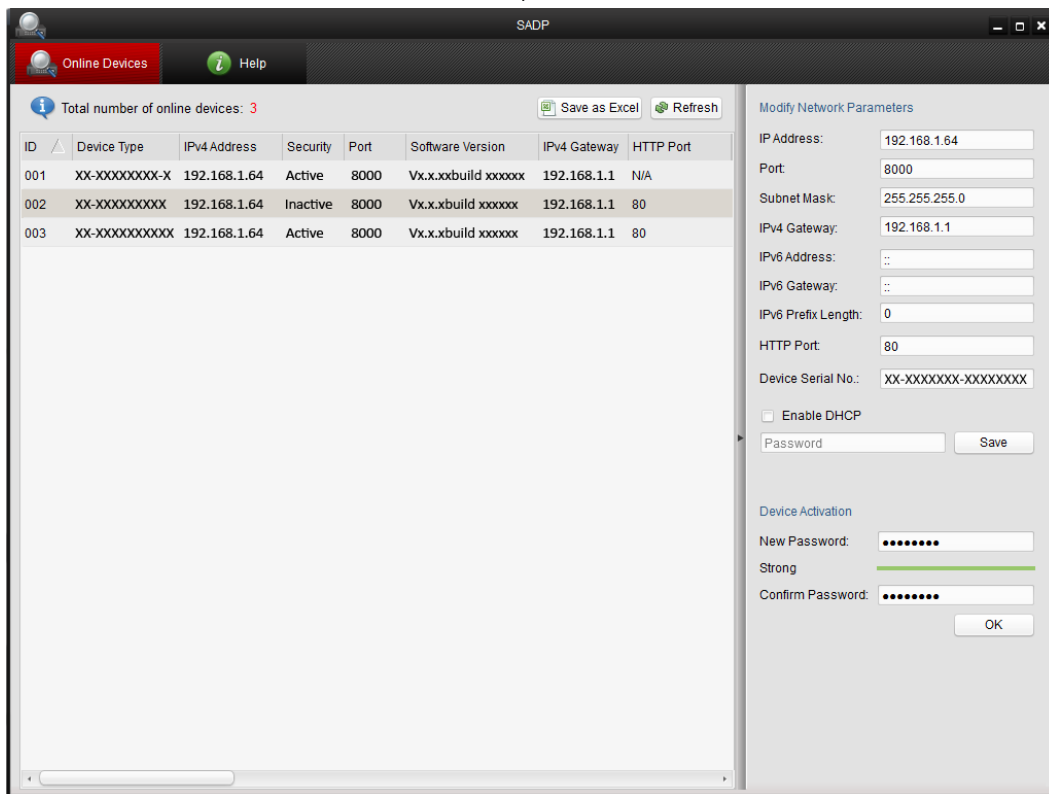 SADP
Online Devices Help
Total number of online devices: 3 Save as Excel Refresh
ID Device Type IPv4 Address Security Port Software Version IPv4 Gateway HTTP Port
001 XX-XXXXXXXX-X 192.168.1.64 Active 8000 Vx.x.xxbuild xxxxxx 192.168.1.1 N/A
002 XX-XXXXXXXXX 192.168.1.64 Inactive 8000 Vx.x.xbuild xxxxxx 192.168.1.1 80
003 XX-XXXXXXXXXX 192.168.1.64 Active 8000 Vx.x.xbuild xxxxxx 192.168.1.1 80
Modify Network Parameters
IP Address: 192.168.1.64
Port: 8000
Subnet Mask: 255.255.255.0
IPv4 Gateway: 192.168.1.1
IPv6 Address: ::
IPv6 Gateway: ::
IPv6 Prefix Length: 0
HTTP Port: 80
Device Serial No.: XX-XXXXXXX-XXXXXXXX
Enable DHCP
Password Save
Device Activation
New Password: ●●●●●●●●
Strong
Confirm Password: ●●●●●●●●
OK